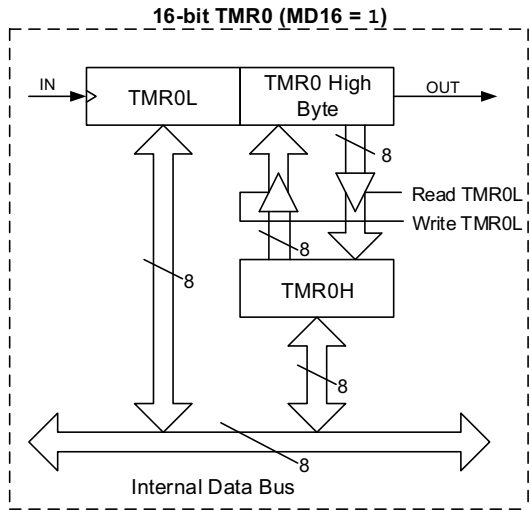 16-bit TMR0 (MD16 = 1)
IN
TMR0L
TMR0 High
Byte
OUT
8
Read TMR0L
Write TMR0L
8
8
TMR0H
8
8
Internal Data Bus